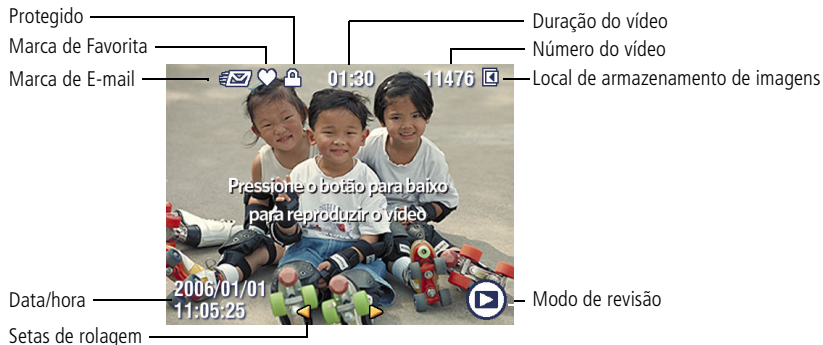 Protegido
Marca de Favorita
Marca de E-mail
Duração do vídeo
Número do vídeo
Local de armazenamento de imagens
01:30 11476
Pressione o botão para baixo
para reproduzir o vídeo
2006/01/01
11:05:25
Data/hora
Setas de rolagem
Modo de revisão